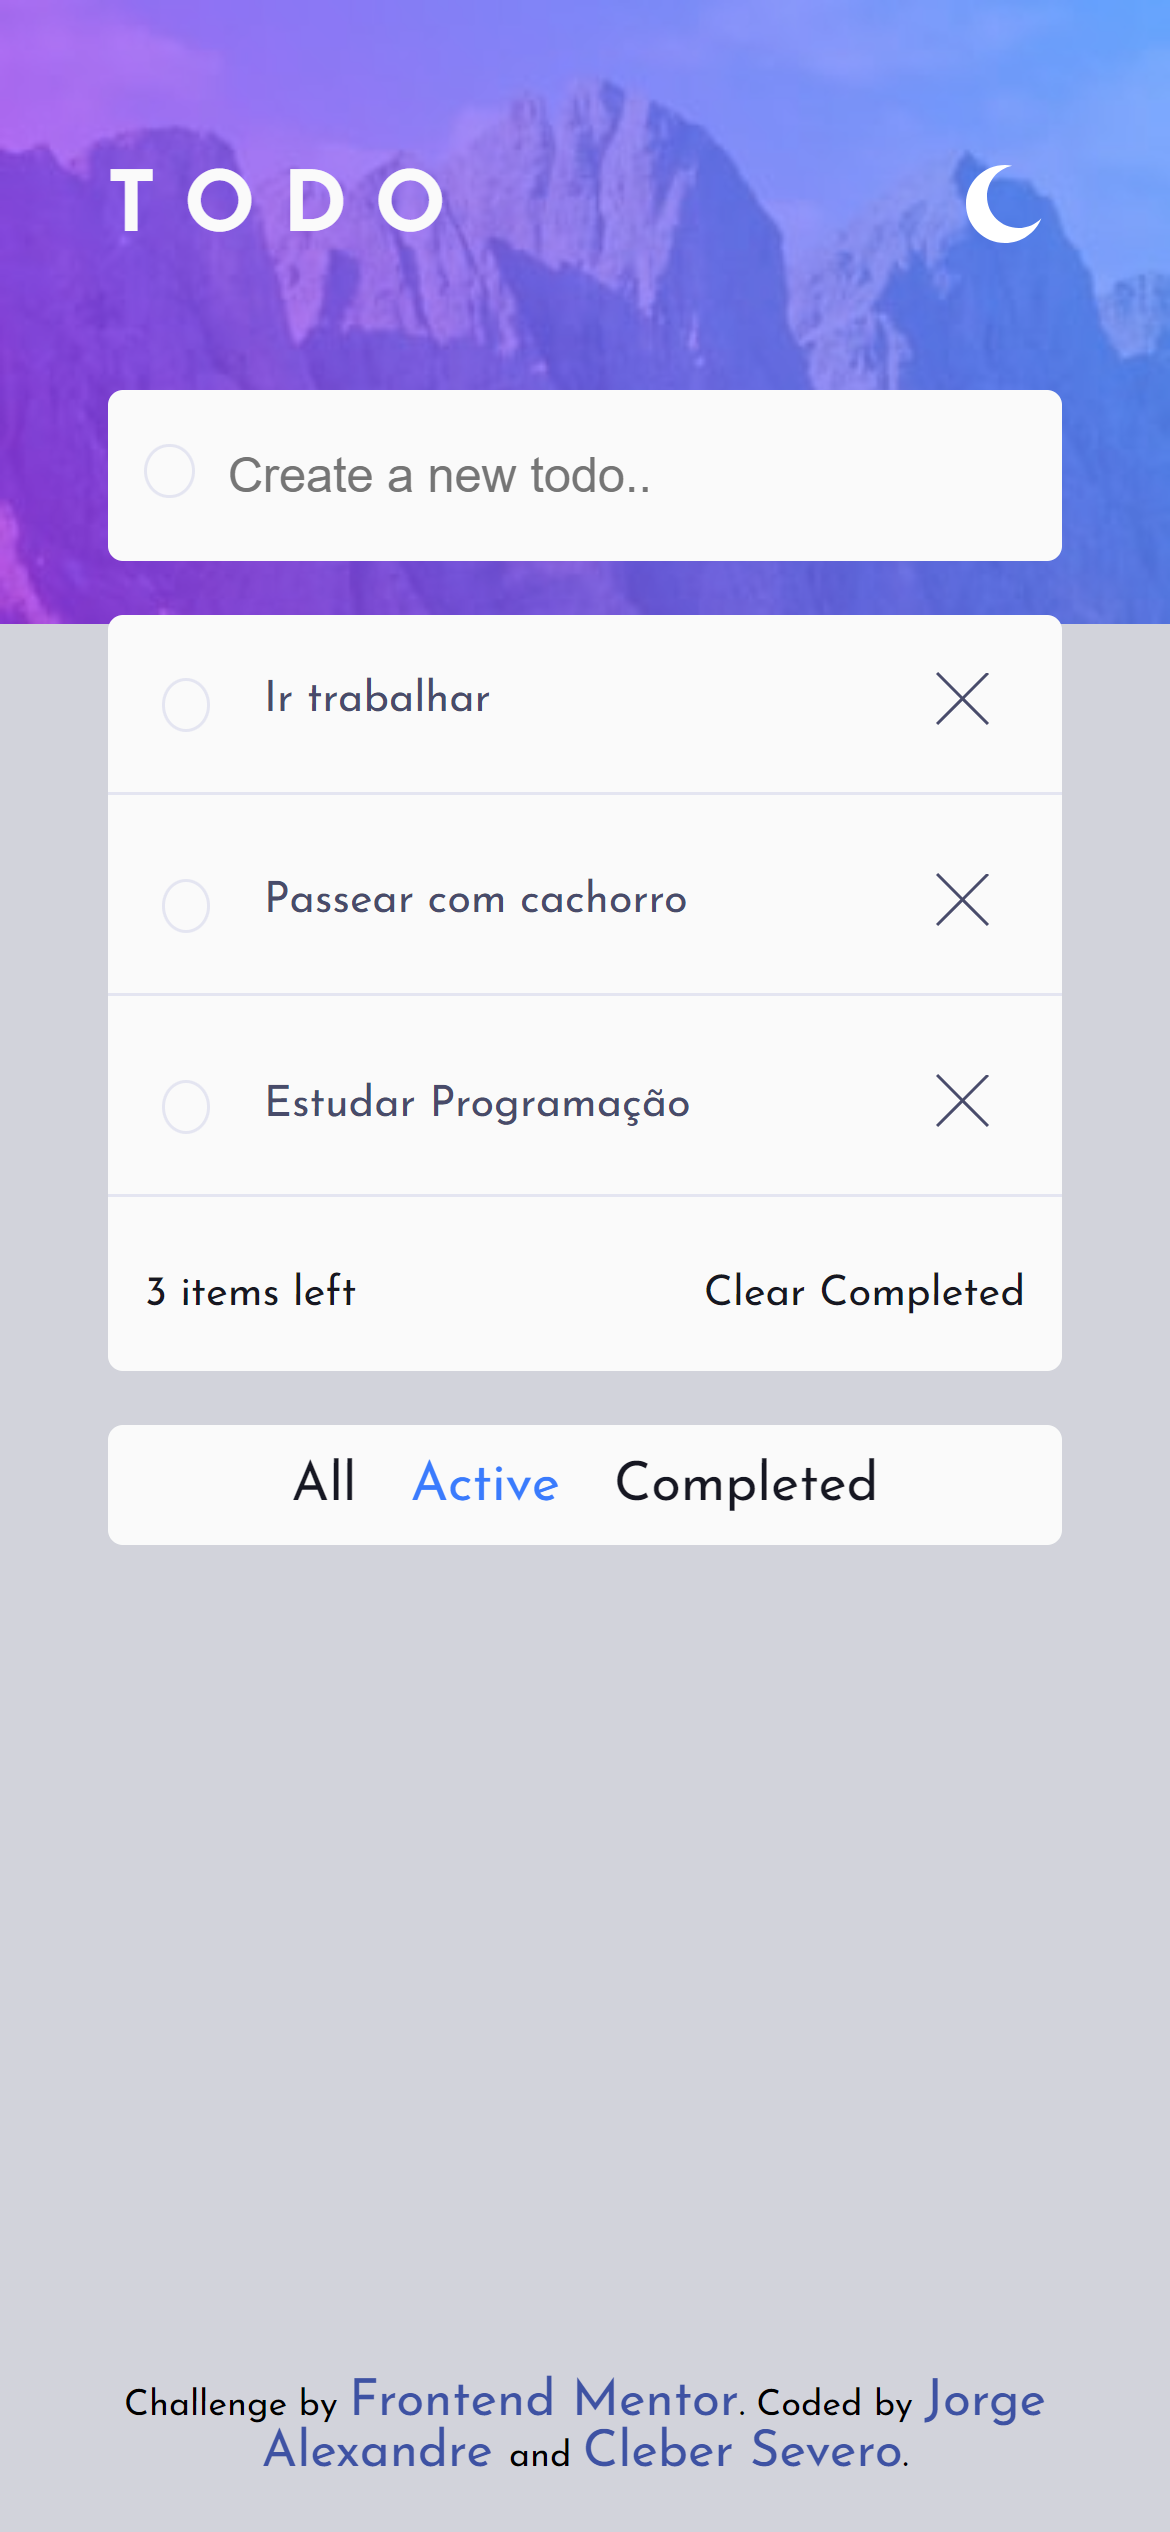 TODO
Create a new todo..
Ir trabalhar
Passear com cachorro
Estudar Programação
3 items left Clear Completed
All Active Completed
Challenge by Frontend Mentor. Coded by Jorge
Alexandre and Cleber Severo.